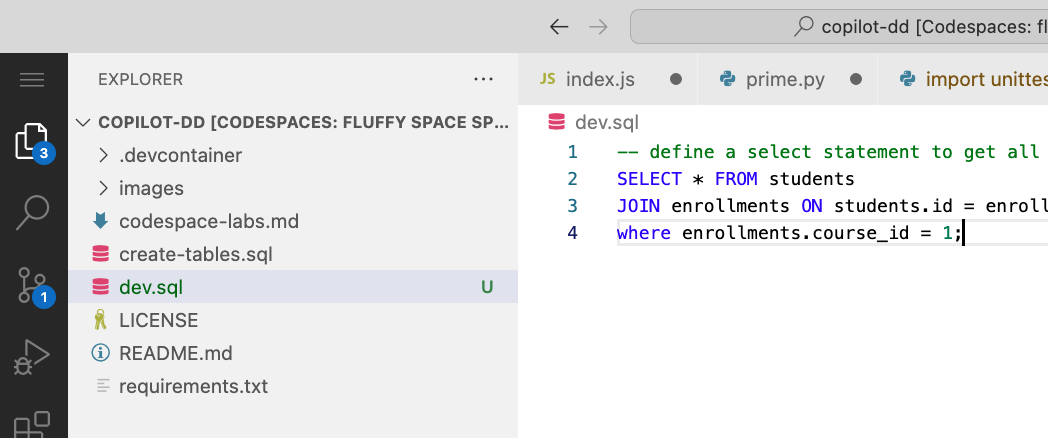 copilot-dd [Codespaces: fl
EXPLORER
...
JS index.js
prime.py
import unittes
COPILOT-DD [CODESPACES: FLUFFY SPACE SP...
.devcontainer
images
codespace-labs.md
create-tables.sql
dev.sql U
LICENSE
README.md
requirements.txt
3
1
dev.sql
1 -- define a select statement to get all
2 SELECT * FROM students
3 JOIN enrollments ON students.id = enroll
4 where enrollments.course_id = 1;